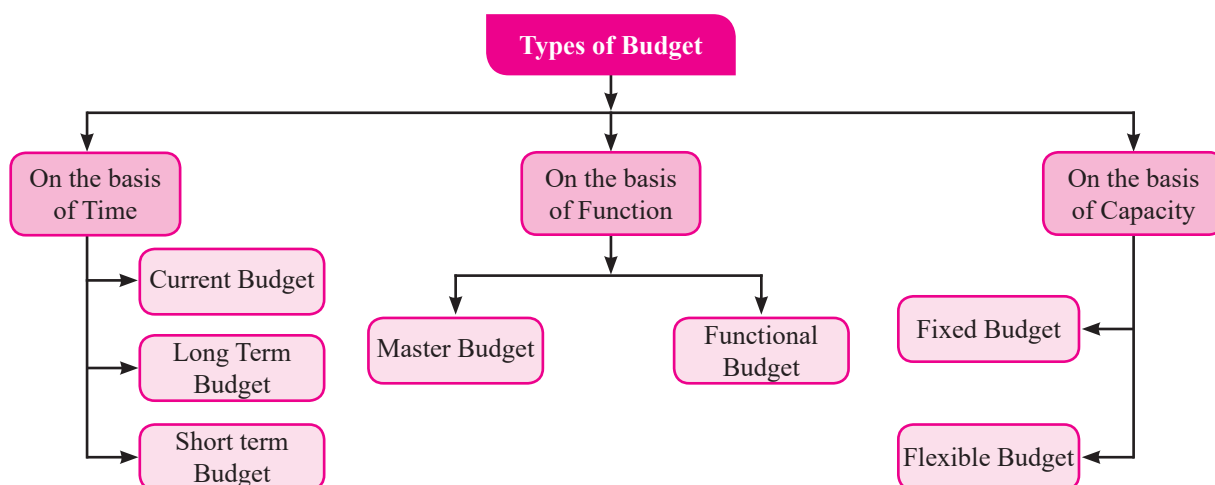 Types of Budget
On the basis
of Time
On the basis
of Function
On the basis
of Capacity
Current Budget
Long Term
Budget
Short term
Budget
Master Budget
Functional
Budget
Fixed Budget
Flexible Budget